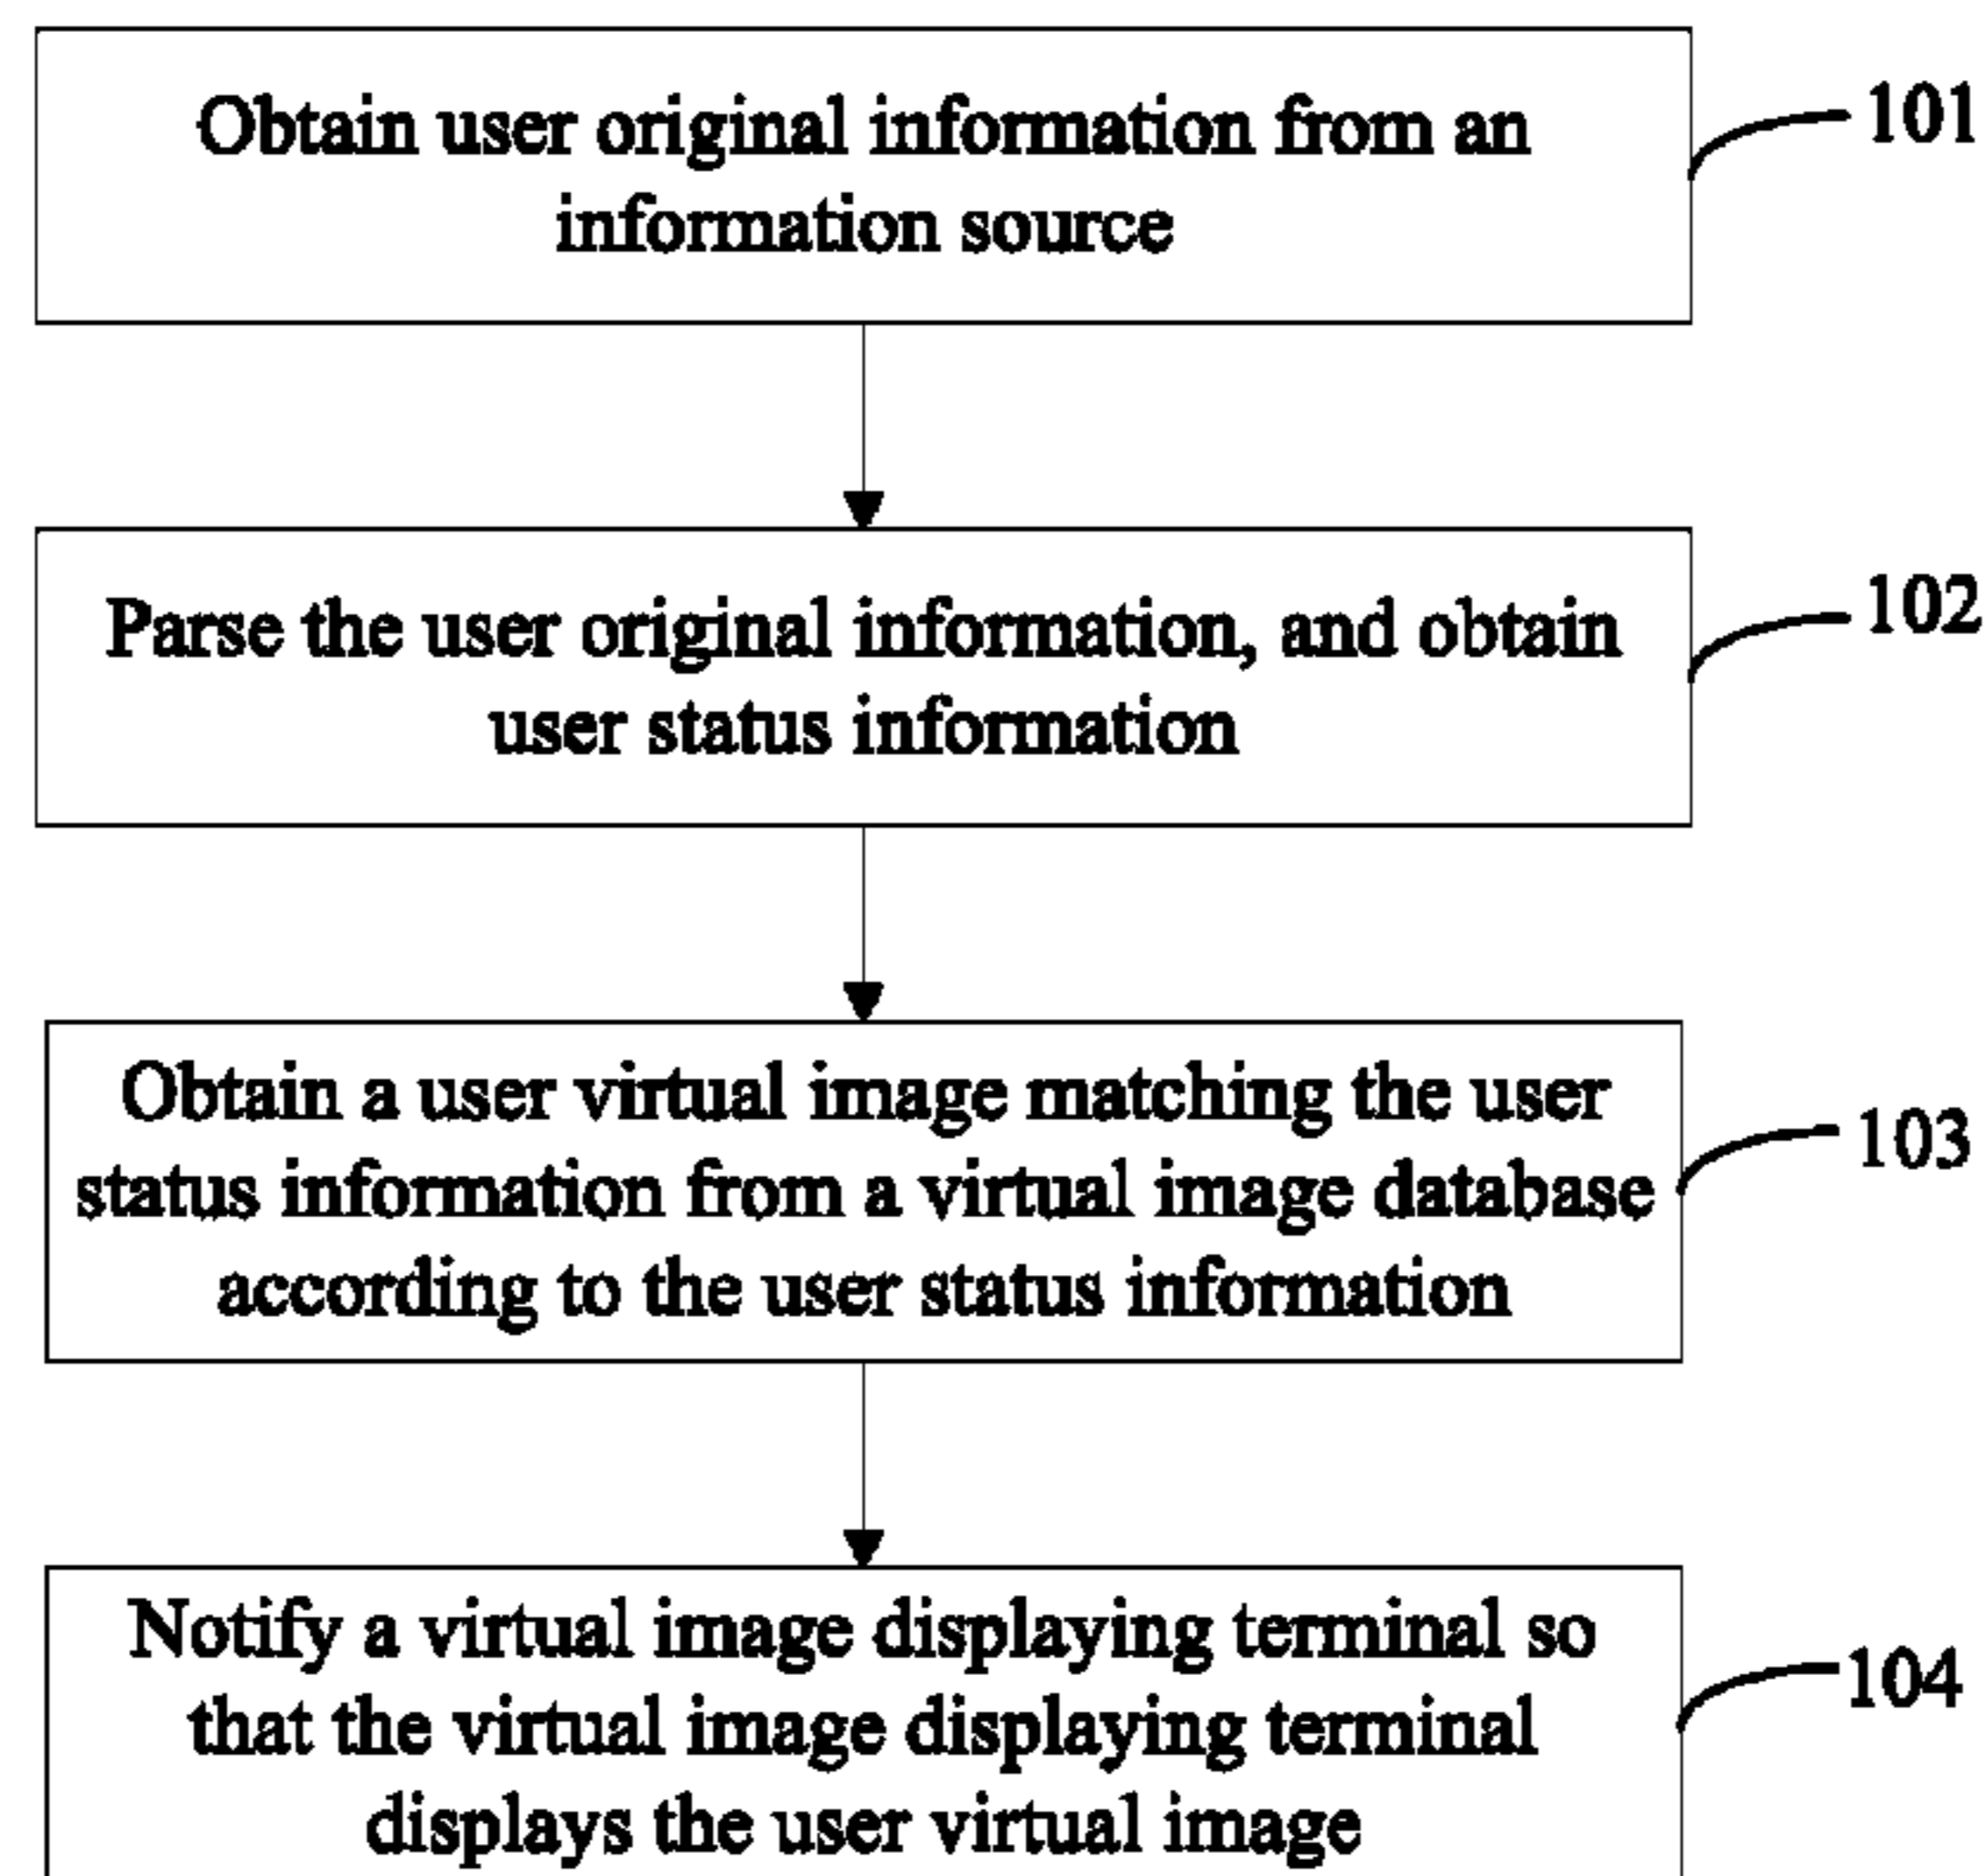 Obtain user original information from an
information source
101
Parse the user original information, and obtain
user status information
102
Obtain a user virtual image matching the user
status information from a virtual image database
according to the user status information
103
Notify a virtual image displaying terminal so
that the virtual image displaying terminal
displays the user virtual image
104